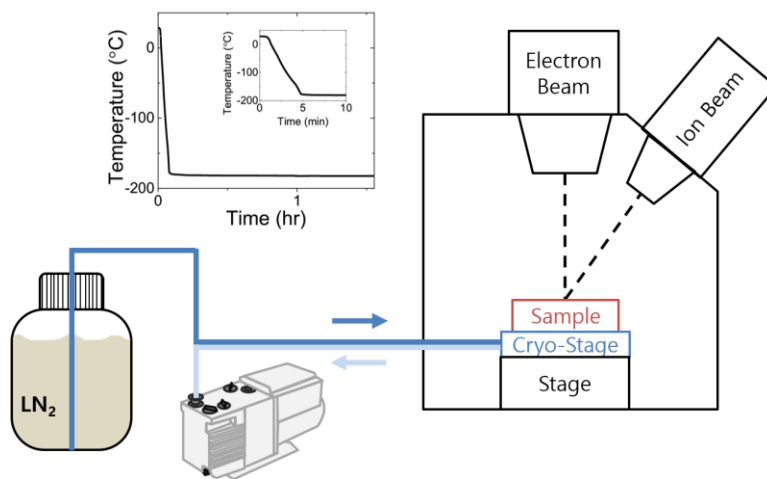 0
-100
-200
Temperature (°C)
0
1
Time (hr)
0
-100
-200
Temperature (°C)
0
5
10
Time (min)
Electron
Beam
Ion Beam
Sample
Cryo-Stage
Stage
LN₂